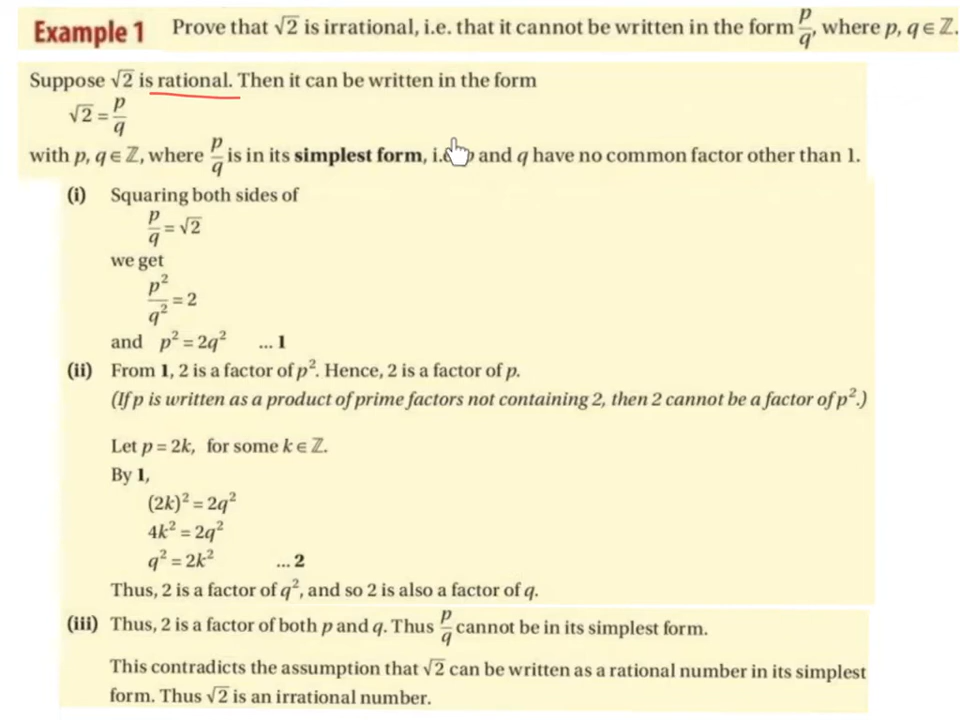 Example 1 Prove that √2 is irrational, i.e. that it cannot be written in the form p/q, where p, q ∈ ℤ.
Suppose √2 is rational. Then it can be written in the form
√2 = p/q
with p, q ∈ ℤ, where p/q is in its simplest form, i.e. and q have no common factor other than 1.
(i) Squaring both sides of
p/q = √2
we get
p²/q² = 2
and p² = 2q² ... 1
(ii) From 1, 2 is a factor of p². Hence, 2 is a factor of p.
(If p is written as a product of prime factors not containing 2, then 2 cannot be a factor of p².)
Let p = 2k, for some k ∈ ℤ.
By 1,
(2k)² = 2q²
4k² = 2q²
q² = 2k² ... 2
Thus, 2 is a factor of q², and so 2 is also a factor of q.
(iii) Thus, 2 is a factor of both p and q. Thus p/q cannot be in its simplest form.
This contradicts the assumption that √2 can be written as a rational number in its simplest
form. Thus √2 is an irrational number.